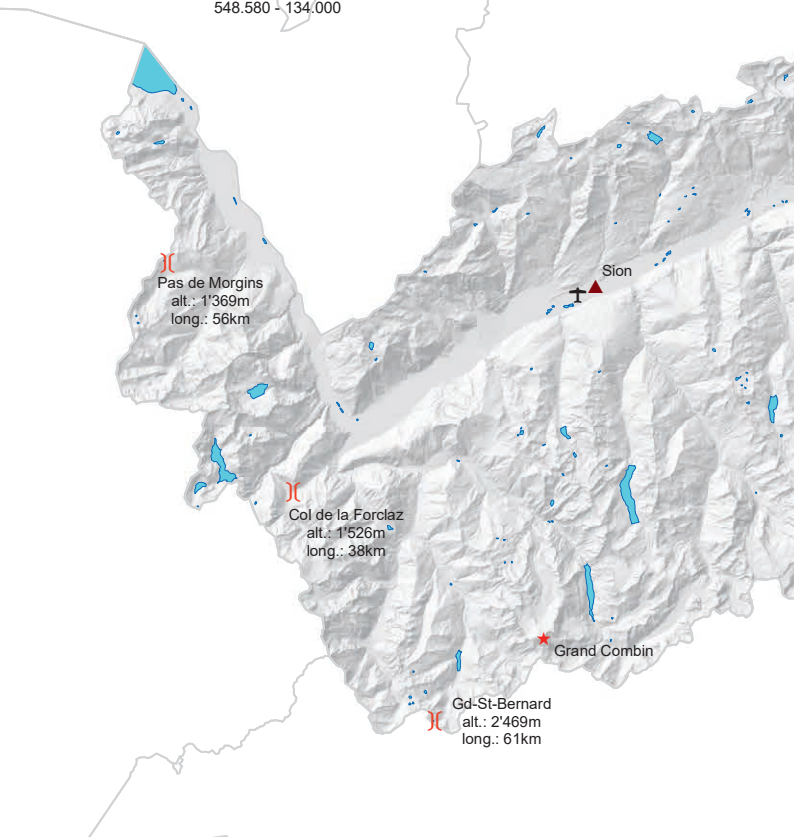 548.580 - 134.000
Sion
Pas de Morgins
alt.: 1'369m
long.: 56km
Col de la Forclaz
alt.: 1'526m
long.: 38km
Grand Combin
Gd-St-Bernard
alt.: 2'469m
long.: 61km